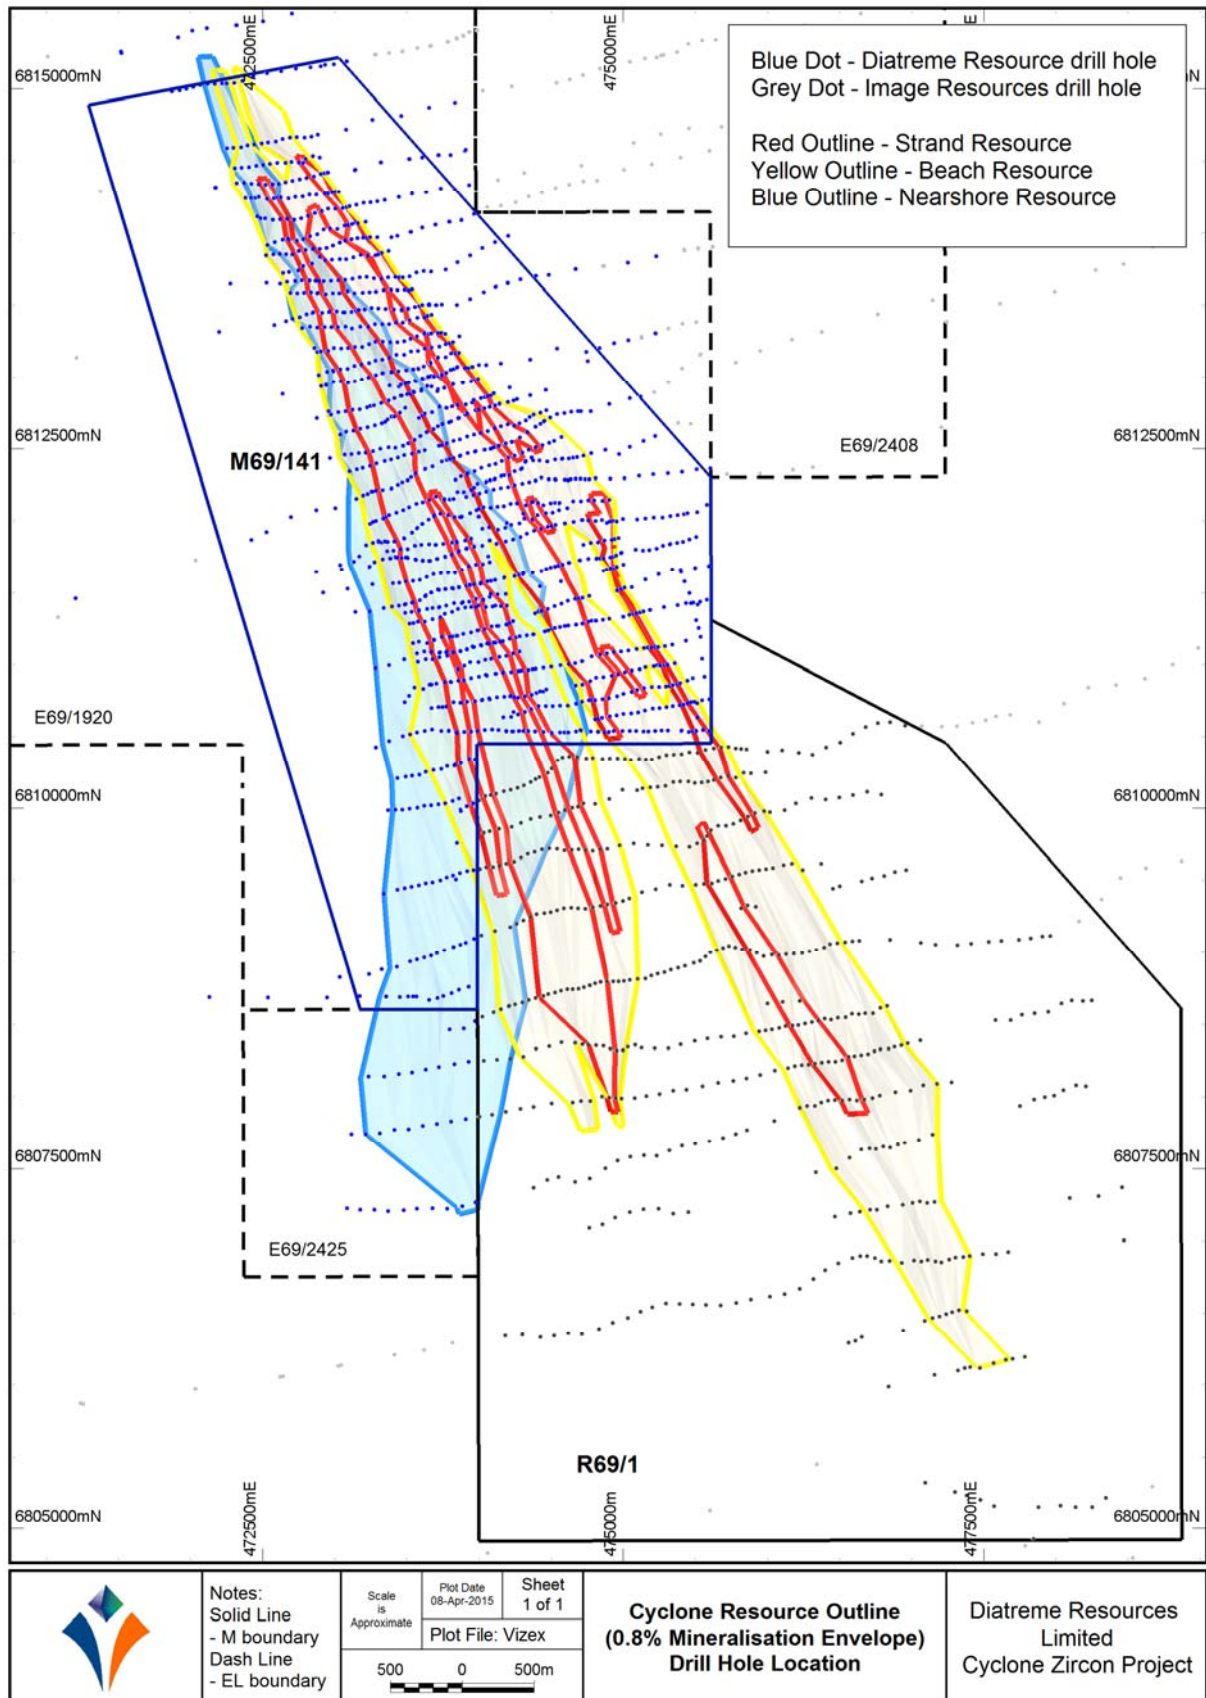 6815000mN
472500mE
475000mE
E
mN
Blue Dot - Diatreme Resource drill hole
Grey Dot - Image Resources drill hole
Red Outline - Strand Resource
Yellow Outline - Beach Resource
Blue Outline - Nearshore Resource
6812500mN
M69/141
E69/2408
6812500mN
E69/1920
6810000mN
6810000mN
6807500mN
6807500mN
E69/2425
R69/1
6805000mN
472500mE
475000m
477500mE
6805000mN
Notes:
Solid Line
- M boundary
Dash Line
- EL boundary
Scale
is
Approximate
Plot Date
08-Apr-2015
Sheet
1 of 1
Plot File: Vizex
500 0 500m
Cyclone Resource Outline
(0.8% Mineralisation Envelope)
Drill Hole Location
Diatreme Resources
Limited
Cyclone Zircon Project